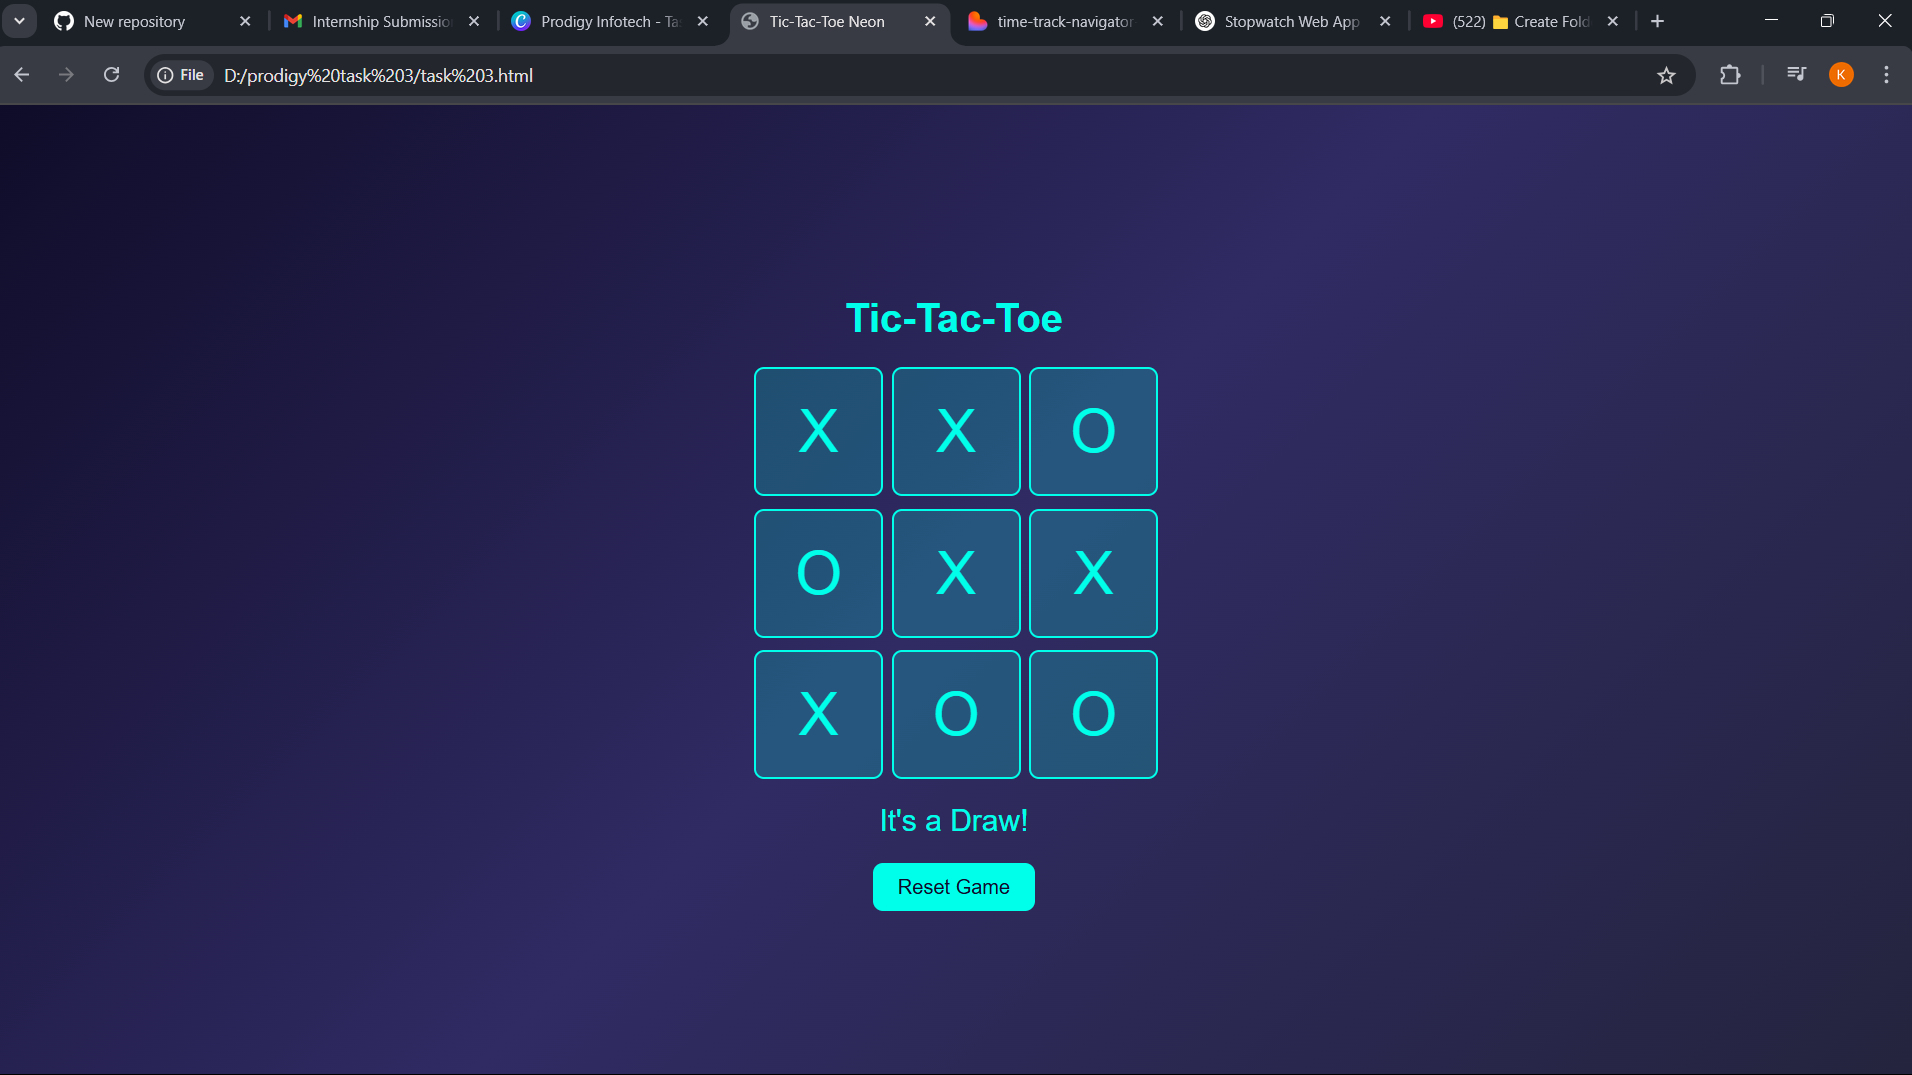 New repository
Internship Submissio
Prodigy Infotech - Ta
Tic-Tac-Toe Neon
time-track-navigator
Stopwatch Web App
(522) 📁 Create Fold
File
D:/prodigy%20task%203/task%203.html
K
Tic-Tac-Toe
X X O
O X X
X O O
It's a Draw!
Reset Game